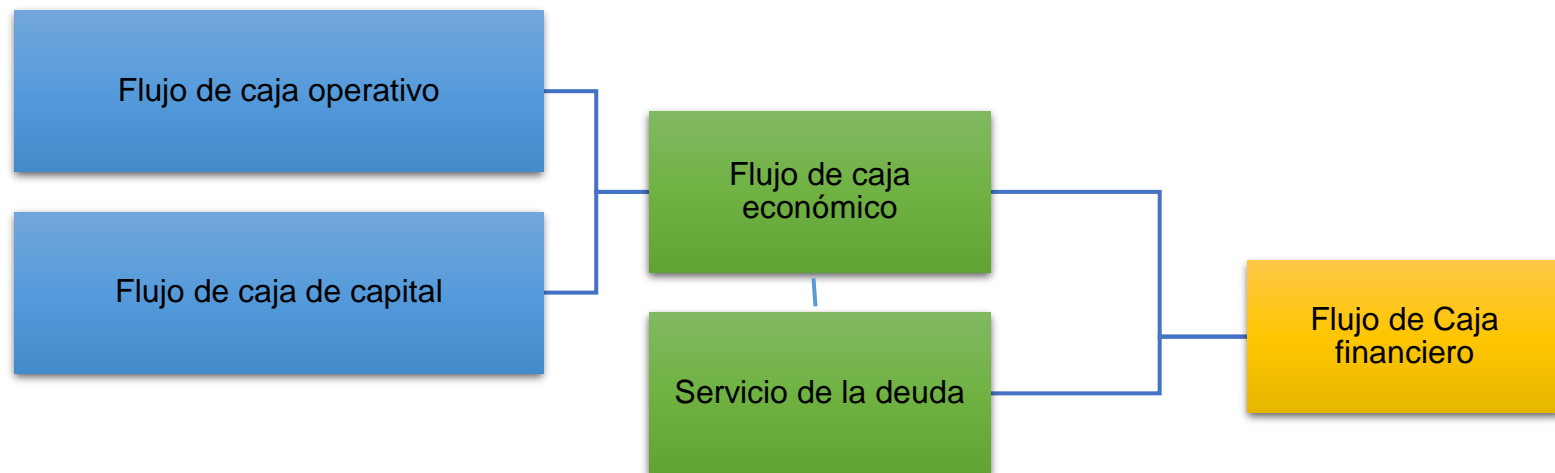 Flujo de caja operativo
Flujo de caja de capital
Flujo de caja
económico
Servicio de la deuda
Flujo de Caja
financiero